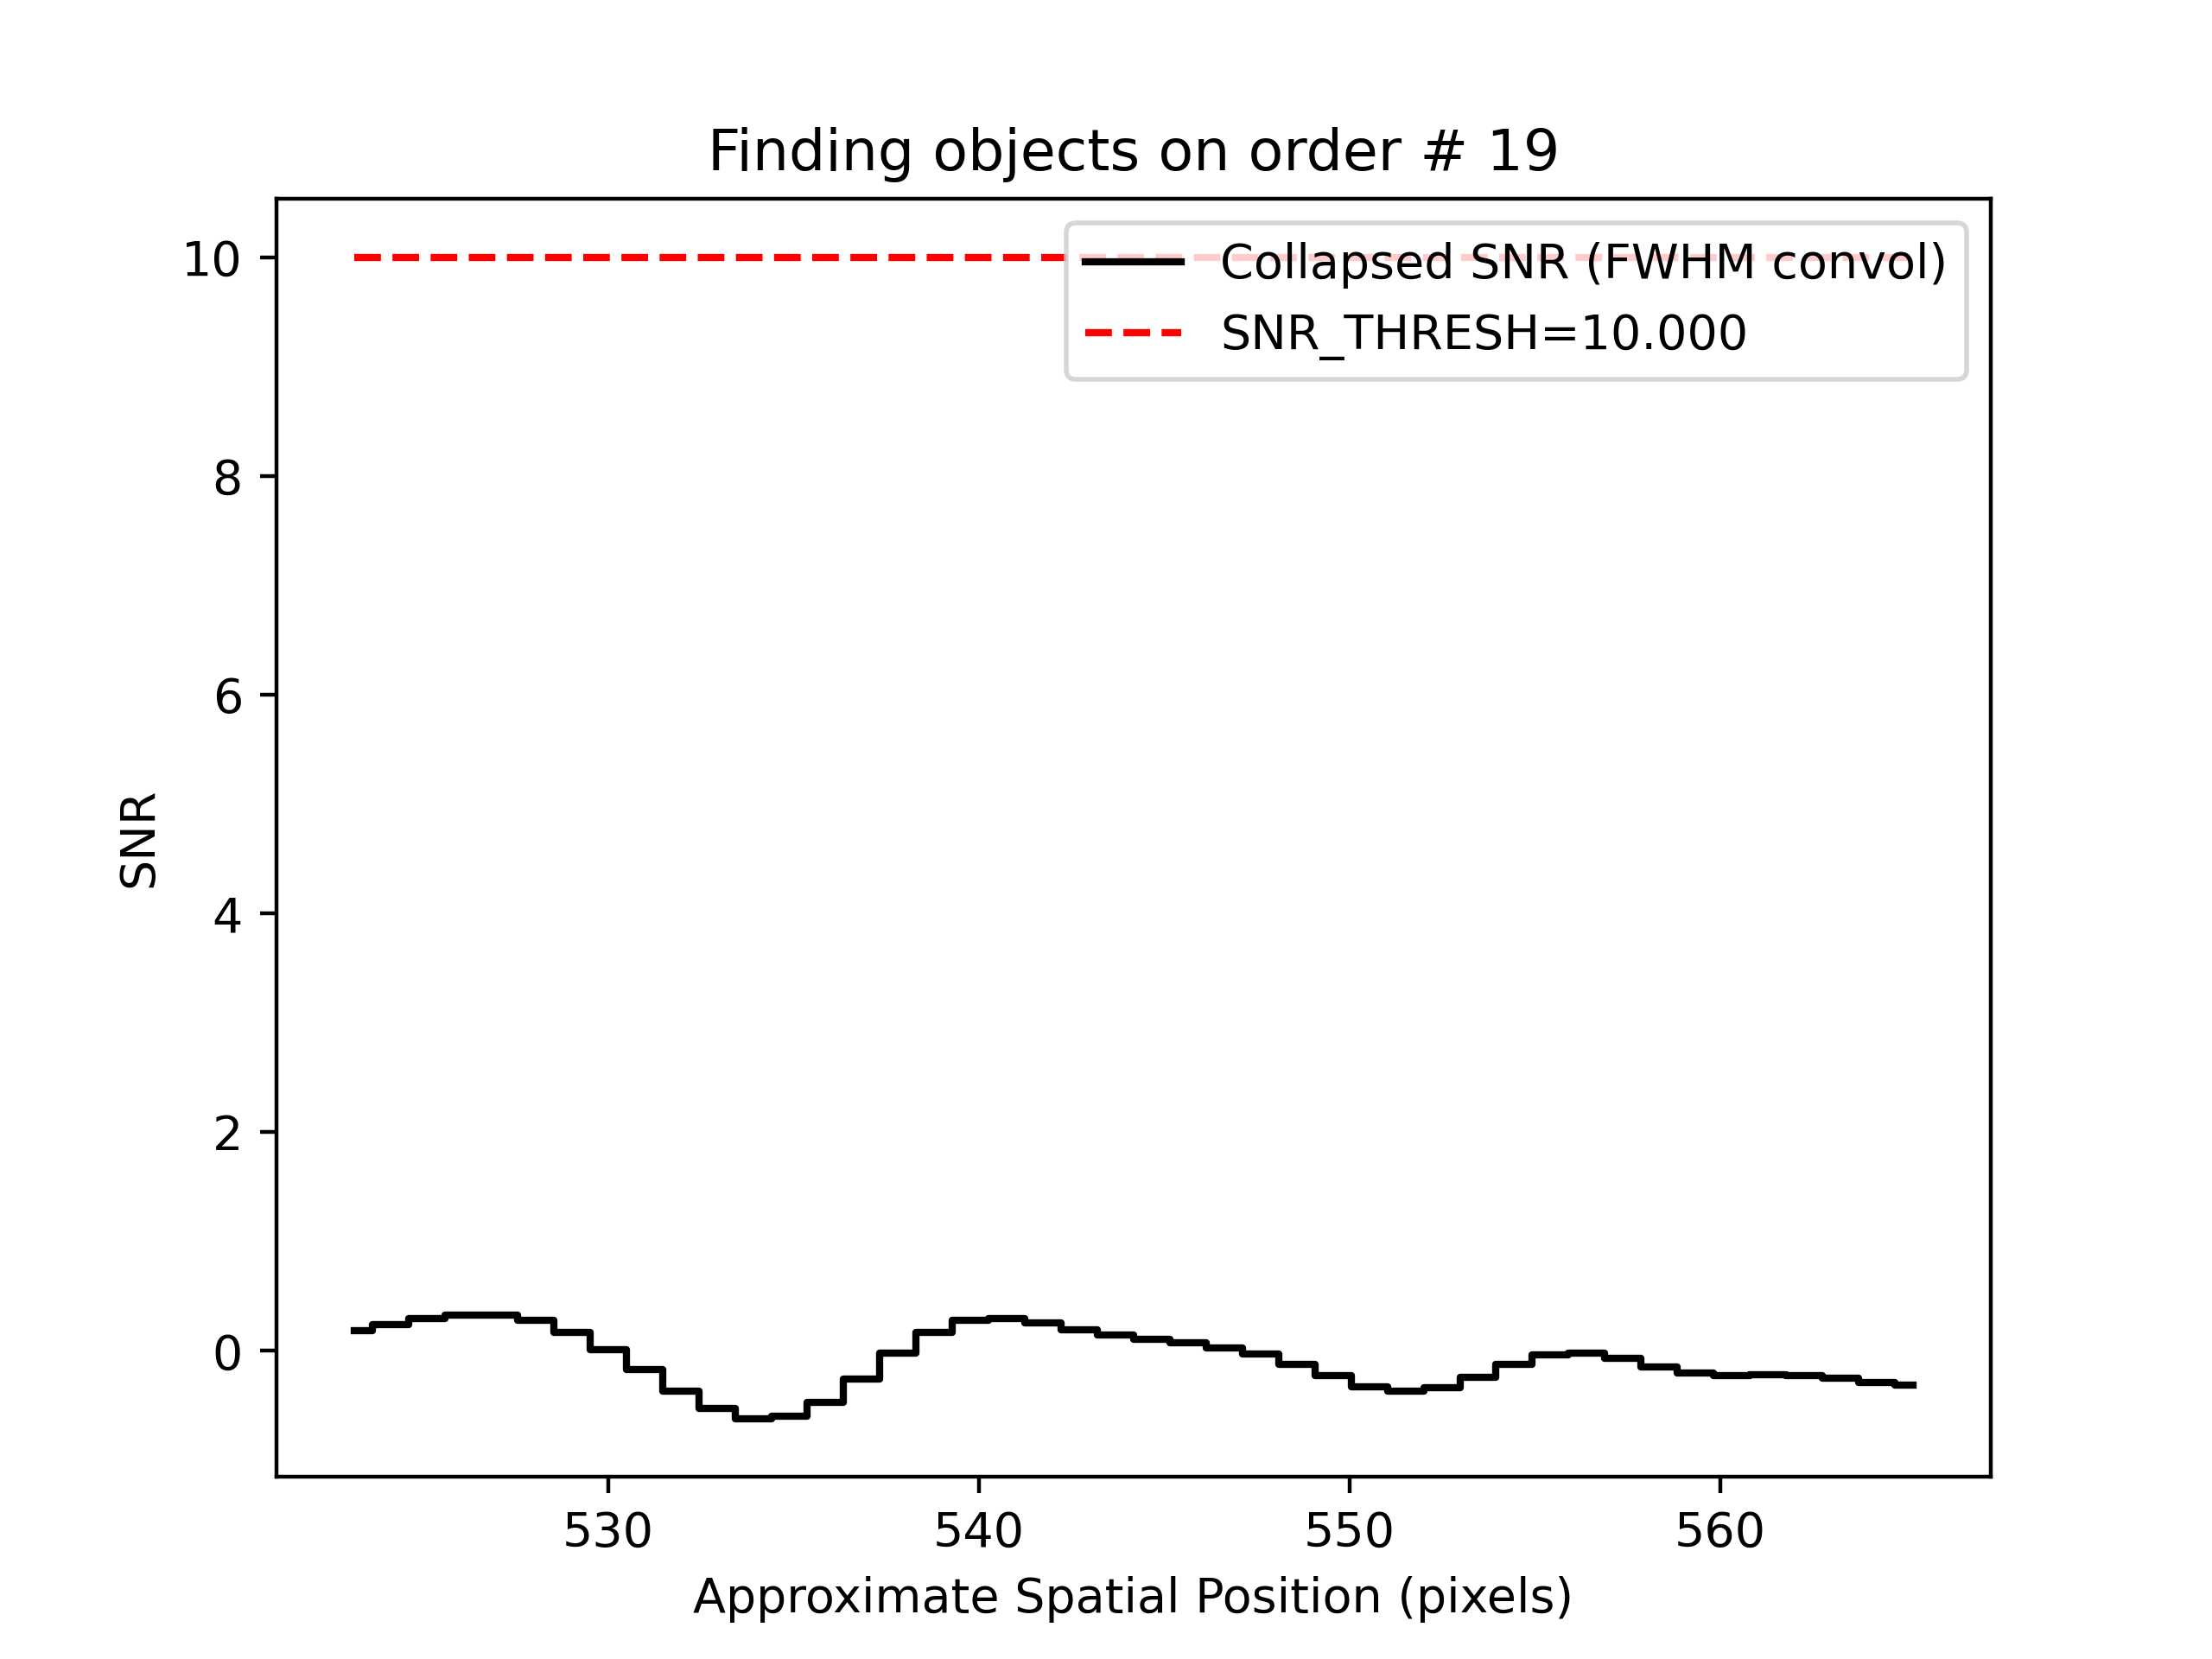 Finding objects on order # 19
Collapsed SNR (FWHM convol)
SNR_THRESH=10.000
10
8
6
4
2
0
SNR
530 540 550 560
Approximate Spatial Position (pixels)